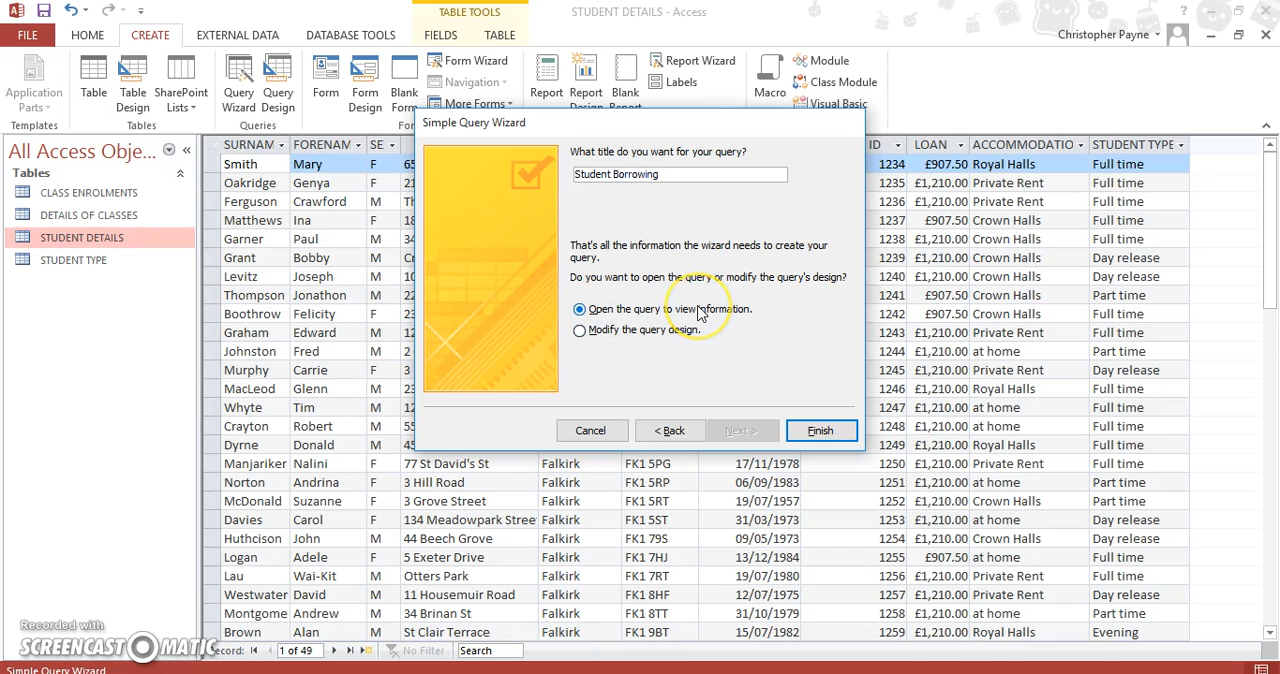 TABLE TOOLS
STUDENT DETAILS - Access
?
FILE
HOME
CREATE
EXTERNAL DATA
DATABASE TOOLS
FIELDS
TABLE
Christopher Payne
Application Parts
Table
Table Design
SharePoint Lists
Query Wizard
Query Design
Form
Form Design
Blank
Form Wizard
Navigation
More Forms
Report
Report
Blank
Report Wizard
Labels
Macro
Module
Class Module
Visual Basic
Templates
Tables
Queries
All Access Obje...
Tables
CLASS ENROLMENTS
DETAILS OF CLASSES
STUDENT DETAILS
STUDENT TYPE
Simple Query Wizard
What title do you want for your query?
Student Borrowing
That's all the information the wizard needs to create your
query.
Do you want to open the query or modify the query's design?
Open the query to view information.
Modify the query design.
Cancel
< Back
Next >
Finish
SURNAM FORENAM SE ID LOAN ACCOMMODATIO STUDENT TYPE
Smith Mary F 65 1234 £907.50 Royal Halls Full time
Oakridge Genya F 21 1235 £1,210.00 Private Rent Full time
Ferguson Crawford M Th 1236 £1,210.00 Private Rent Full time
Matthews Ina F 1237 £907.50 Crown Halls Full time
Garner Paul M 34 1238 £1,210.00 Crown Halls Full time
Grant Bobby M 1239 £1,210.00 Crown Halls Day release
Levitz Joseph M 1240 £1,210.00 Crown Halls Day release
Thompson Jonathon M 1241 £907.50 Crown Halls Part time
Boothrow Felicity F 1242 £907.50 Crown Halls Full time
Graham Edward M 1243 £1,210.00 Private Rent Full time
Johnston Fred M 2 1244 £1,210.00 at home Part time
Murphy Carrie F 3 1245 £1,210.00 Private Rent Day release
MacLeod Glenn M 1246 £1,210.00 Royal Halls Full time
Whyte Tim M 12 1247 £1,210.00 at home Full time
Crayton Robert M 55 1248 £1,210.00 at home Full time
Dyrne Donald M 45 1249 £1,210.00 Royal Halls Full time
Manjariker Nalini F 77 St David's St Falkirk FK1 5PG 17/11/1978 1250 £1,210.00 Private Rent Full time
Norton Andrina F 3 Hill Road Falkirk FK1 5RP 06/09/1983 1251 £1,210.00 at home Part time
McDonald Suzanne F 3 Grove Street Falkirk FK1 5RT 19/07/1957 1252 £1,210.00 Crown Halls Part time
Davies Carol F 134 Meadowpark Stree Falkirk FK1 5ST 31/03/1973 1253 £1,210.00 at home Day release
Huthcison John M 44 Beech Grove Falkirk FK1 79S 26/09/1973 1254 £1,210.00 Crown Halls Day release
Logan Adele F 5 Exeter Drive Falkirk FK1 7HJ 13/12/1984 1255 £907.50 at home Full time
Lau Wai-Kit M Otters Park Falkirk FK1 7RT 19/07/1980 1256 £1,210.00 Private Rent Full time
Westwater David M 11 Housemuir Road Falkirk FK1 8HF 12/07/1975 1257 £1,210.00 Private Rent Day release
Montgome Andrew M 34 Brinan St Falkirk FK1 8TT 31/10/1979 1258 £1,210.00 at home Part time
Brown Alan M St Clair Terrace Falkirk FK1 9BT 15/07/1982 1259 £1,210.00 Royal Halls Evening
Record: 1 of 49 No Filter Search
Recorded with
SCREENCAST MATIC
Simple Query Wizard